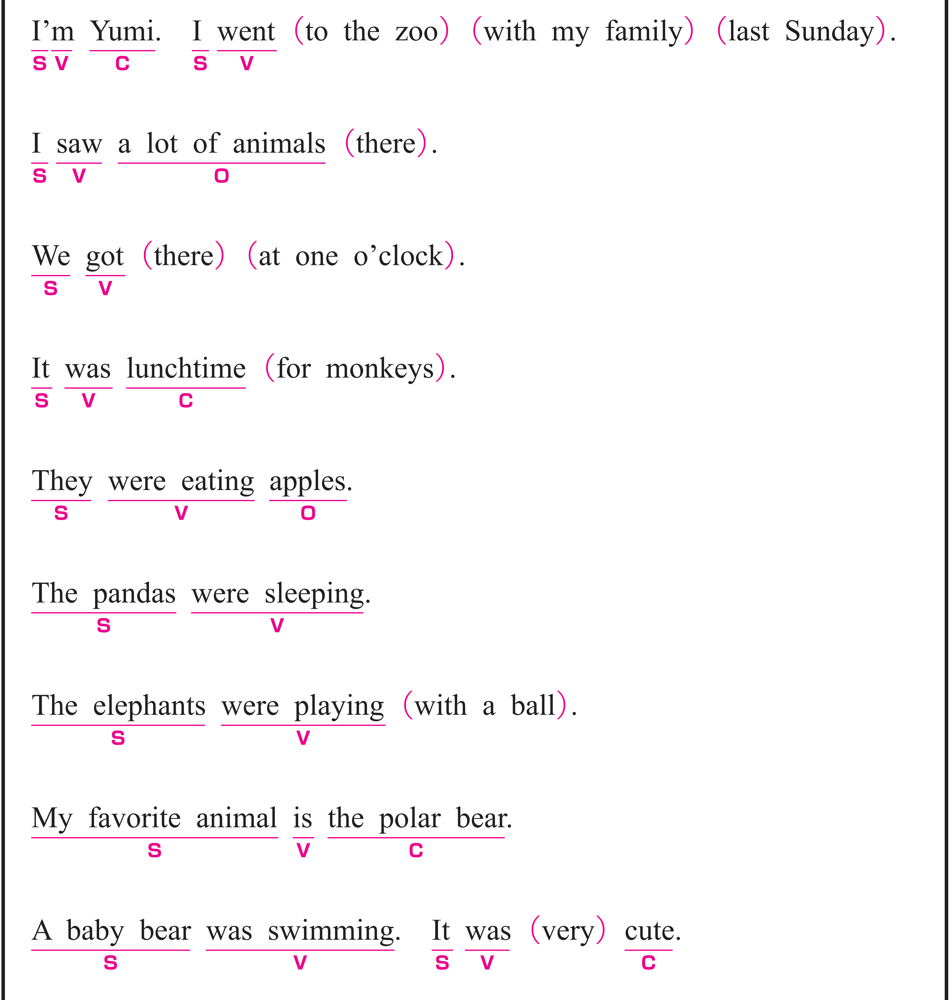 I’m Yumi. I went (to the zoo) (with my family) (last Sunday).
S V C S V
I saw a lot of animals (there).
S V O
We got (there) (at one o’clock).
S V
It was lunchtime (for monkeys).
S V C
They were eating apples.
S V O
The pandas were sleeping.
S V
The elephants were playing (with a ball).
S V
My favorite animal is the polar bear.
S V C
A baby bear was swimming. It was (very) cute.
S V S V C